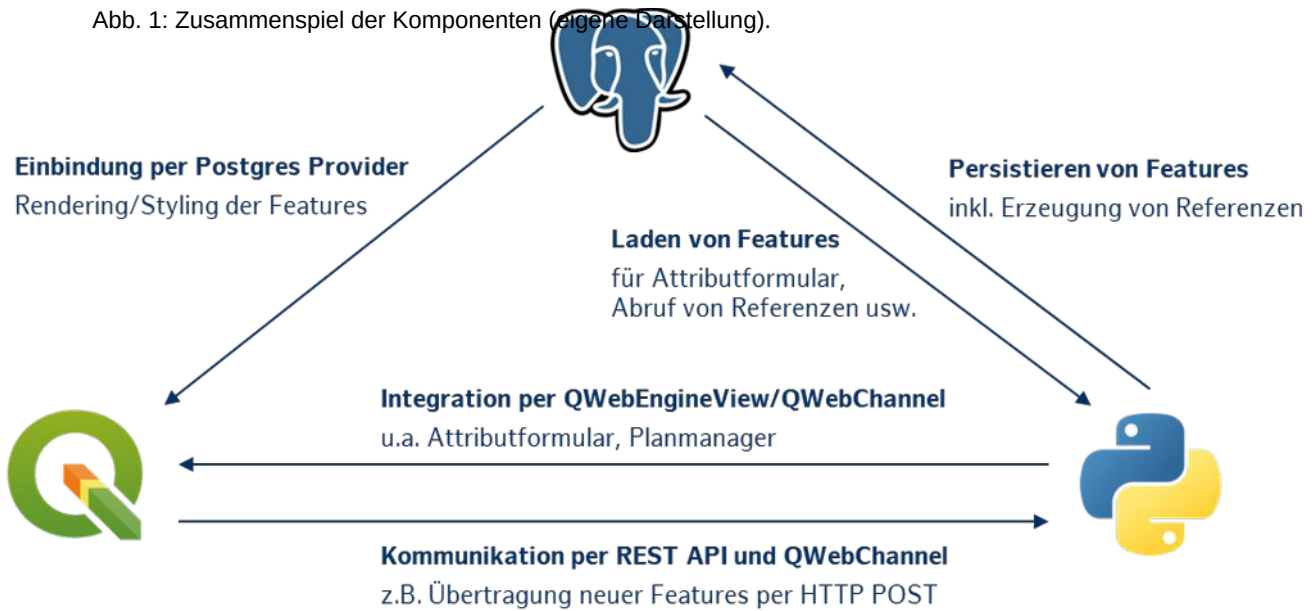 Abb. 1: Zusammenspiel der Komponenten (eigene Darstellung).
Einbindung per Postgres Provider
Rendering/Styling der Features
Persistieren von Features
inkl. Erzeugung von Referenzen
Laden von Features
für Attributformular,
Abruf von Referenzen usw.
Integration per QWebEngineView/QWebChannel
u.a. Attributformular, Planmanager
Kommunikation per REST API und QWebChannel
z.B. Übertragung neuer Features per HTTP POST